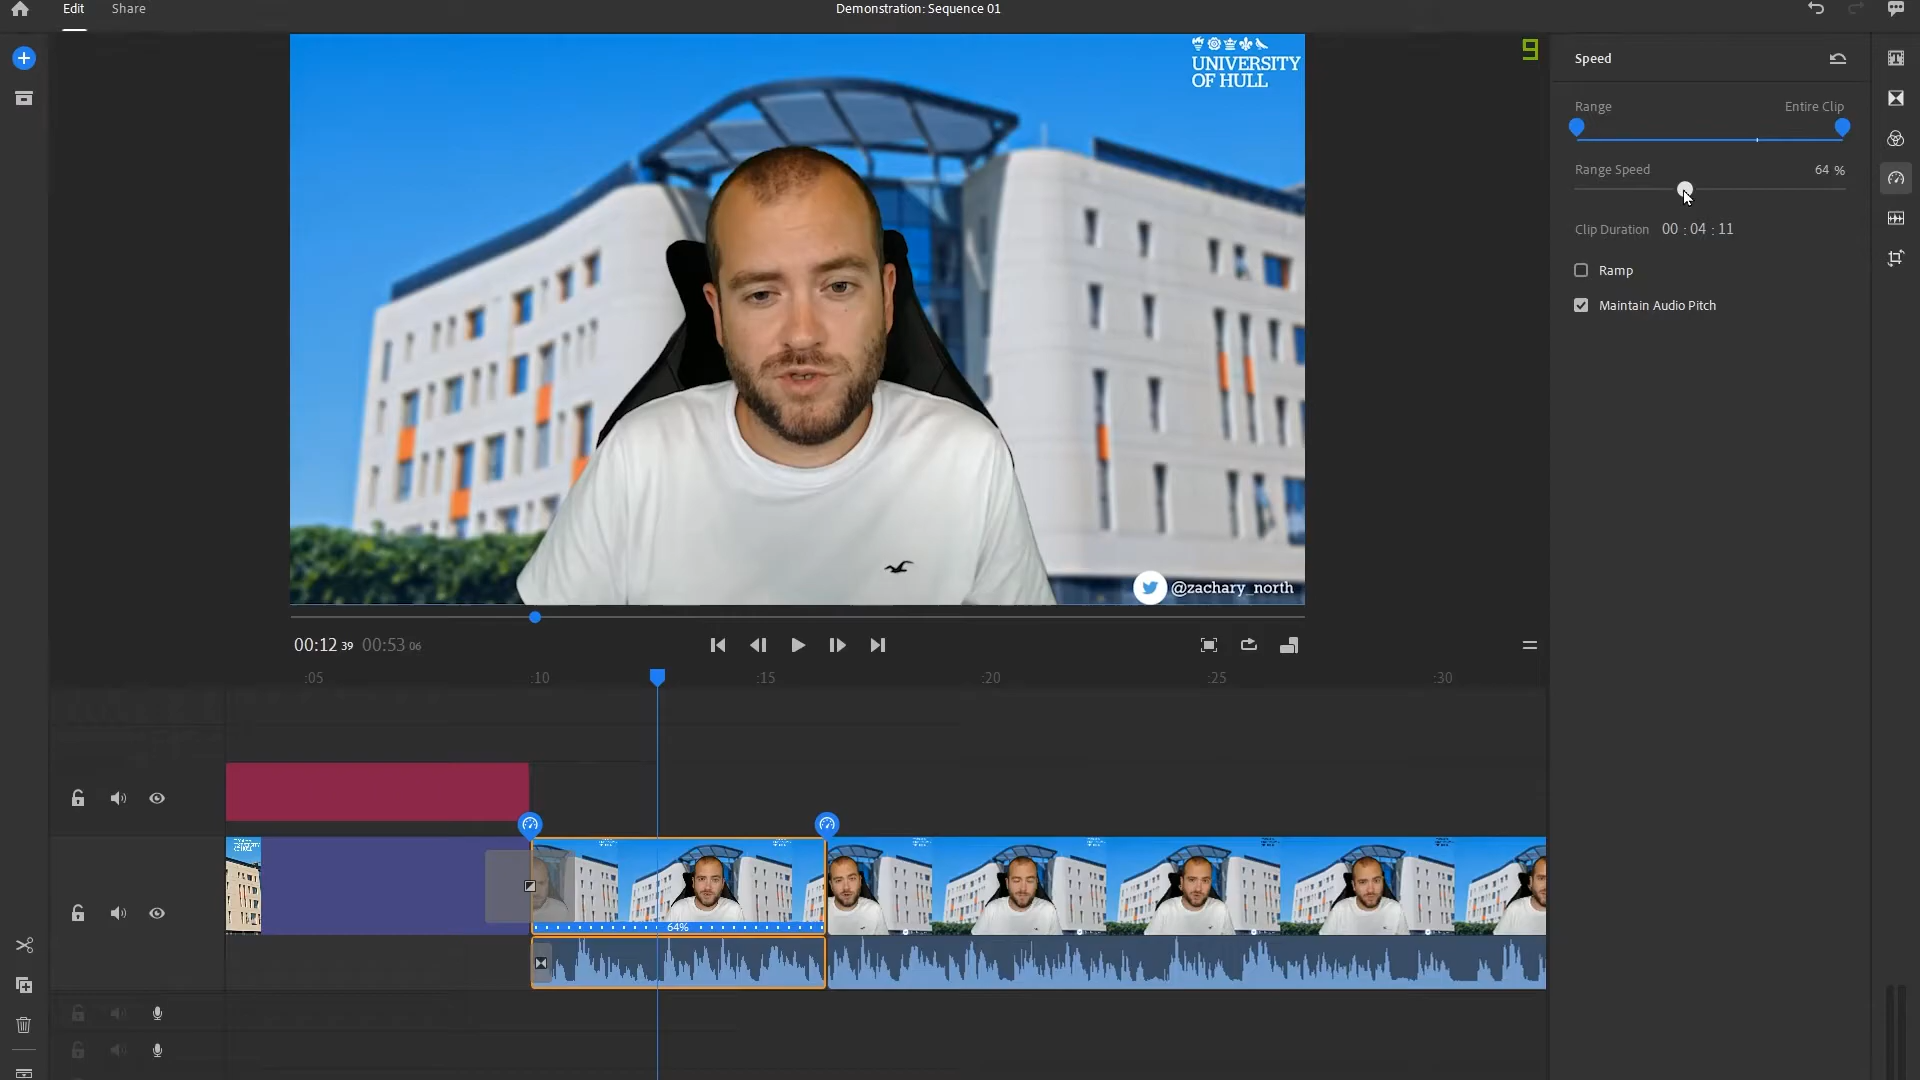 Edit Share Demonstration: Sequence 01
UNIVERSITY
OF HULL
9
Speed
Range Entire Clip
Range Speed 64 %
Clip Duration 00 : 04 : 11
Ramp
Maintain Audio Pitch
@zachary_north
00:12 39 00:53 06
:05 :10 :15 :20 :25 :30
64%